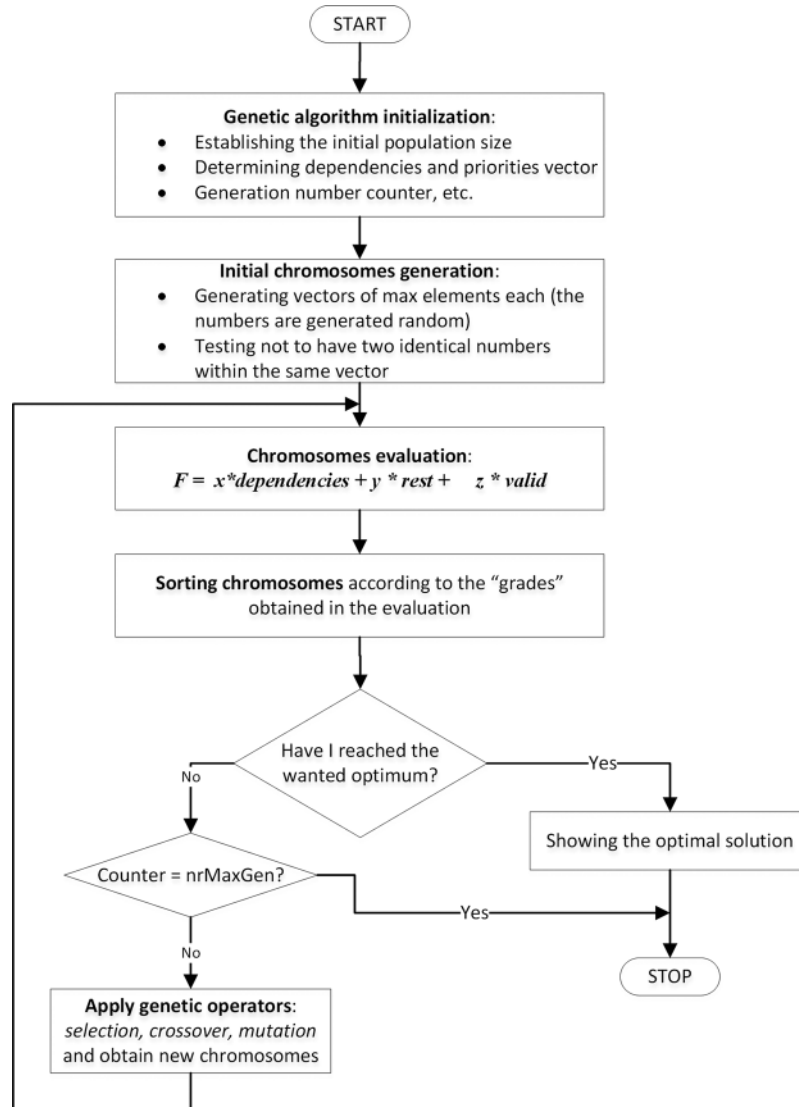 START
Genetic algorithm initialization:
• Establishing the initial population size
• Determining dependencies and priorities vector
• Generation number counter, etc.
Initial chromosomes generation:
• Generating vectors of max elements each (the
numbers are generated random)
• Testing not to have two identical numbers
within the same vector
Chromosomes evaluation:
F = x*dependencies + y * rest + z * valid
Sorting chromosomes according to the “grades”
obtained in the evaluation
Have I reached the
wanted optimum?
No
Yes
Showing the optimal solution
Counter = nrMaxGen?
Yes
No
STOP
Apply genetic operators:
selection, crossover, mutation
and obtain new chromosomes